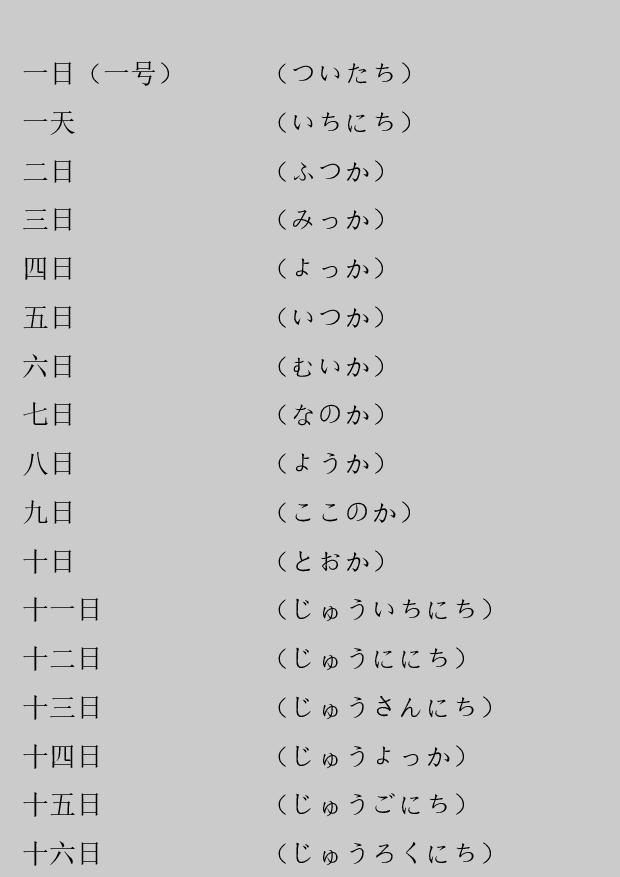 一日（一号） （ついたち）
一天 （いちにち）
二日 （ふつか）
三日 （みっか）
四日 （よっか）
五日 （いつか）
六日 （むいか）
七日 （なのか）
八日 （ようか）
九日 （ここのか）
十日 （とおか）
十一日 （じゅういちにち）
十二日 （じゅうににち）
十三日 （じゅうさんにち）
十四日 （じゅうよっか）
十五日 （じゅうごにち）
十六日 （じゅうろくにち）